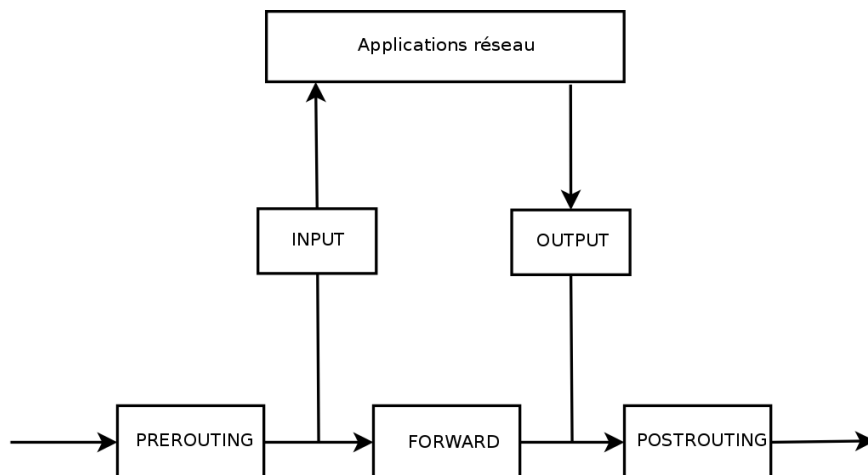 Applications réseau
INPUT
OUTPUT
PREROUTING
FORWARD
POSTROUTING